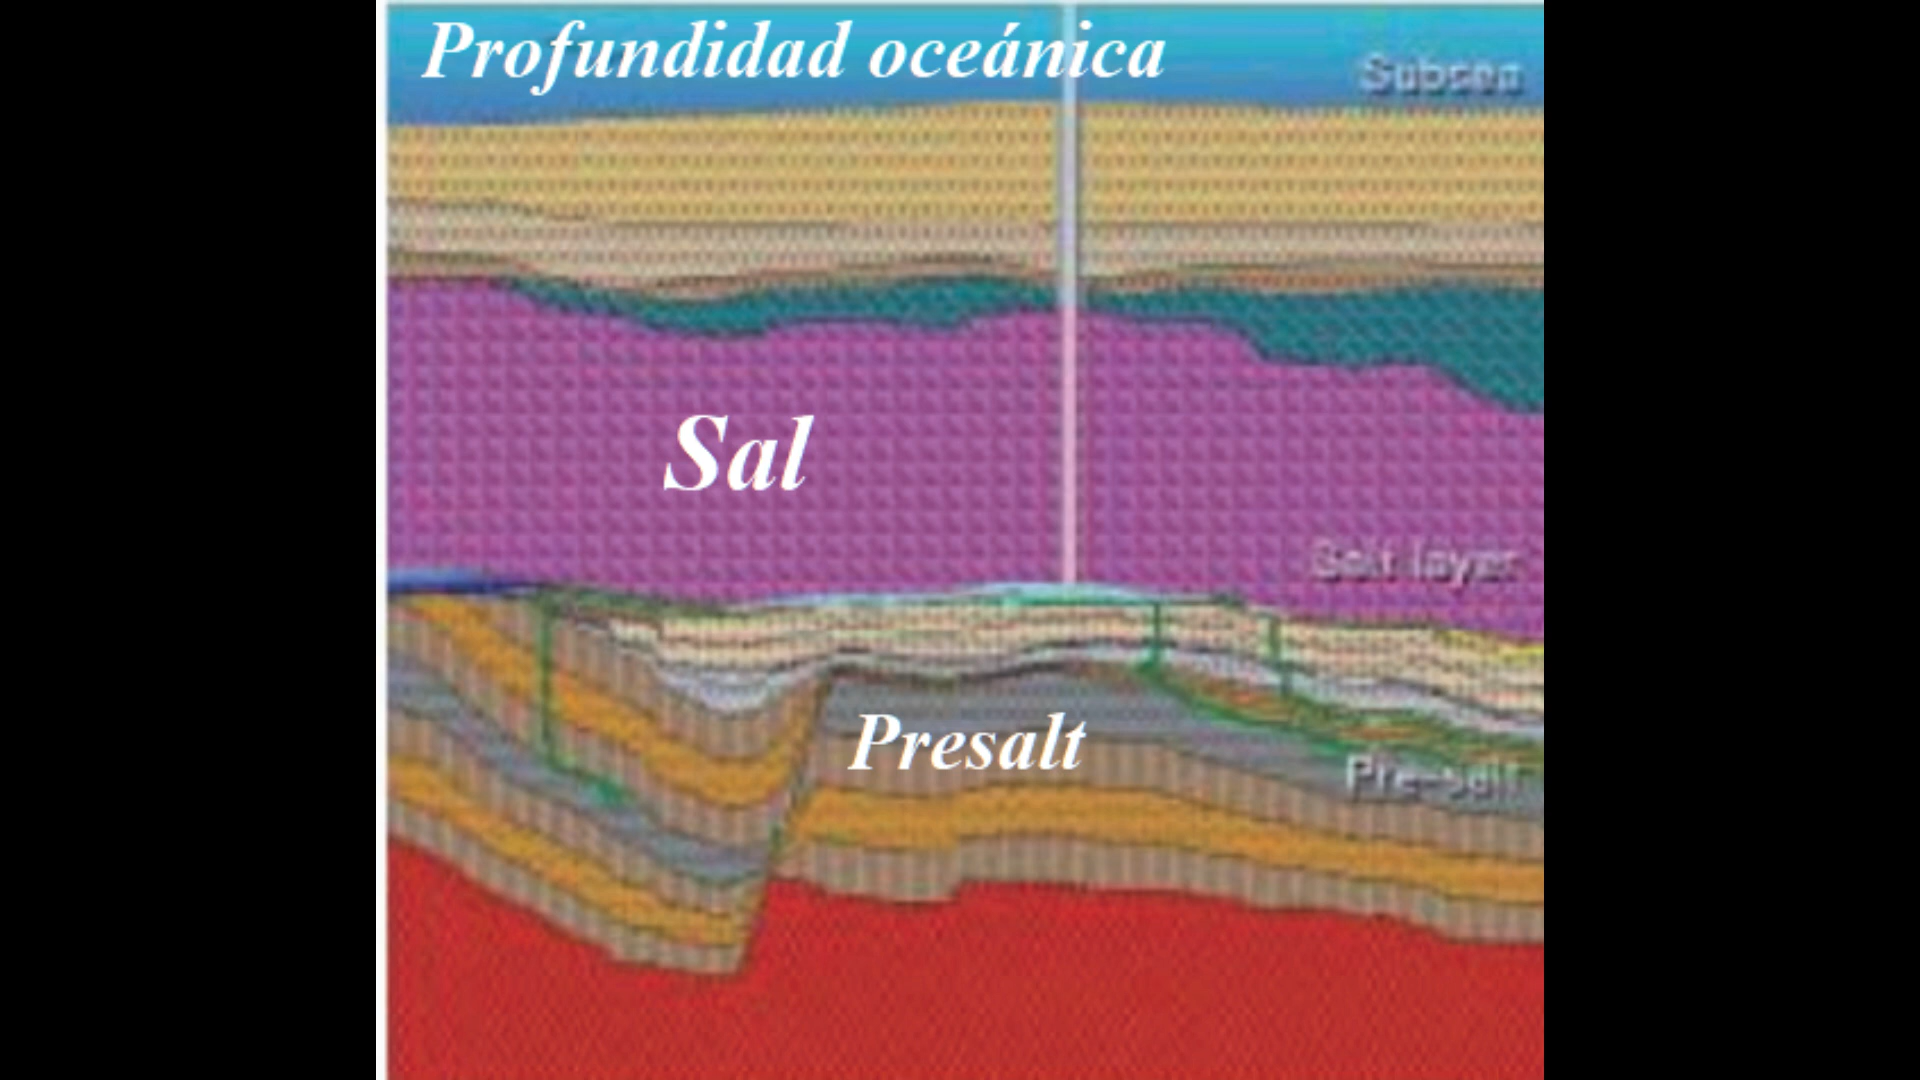 Profundidad oceánica
Subsea
Sal
Salt layer
Presalt
Pre-salt